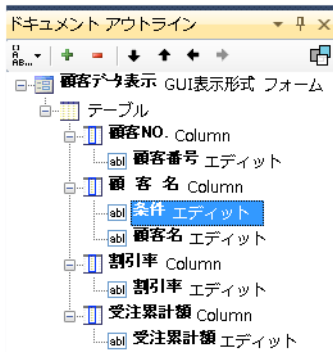 ドキュメント アウトライン
A
AB...
顧客データ表示 GUI表示形式 フォーム
テーブル
顧客NO. Column
顧客番号 エディット
顧 客 名 Column
条件 エディット
顧客名 エディット
割引率 Column
割引率 エディット
受注累計額 Column
受注累計額 エディット